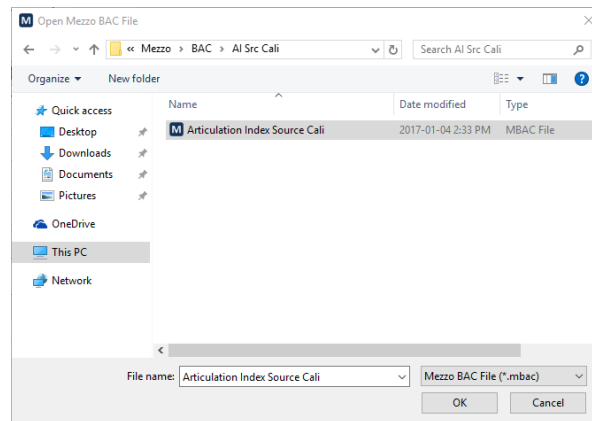 M Open Mezzo BAC File
« Mezzo > BAC > AI Src Cali
Search AI Src Cali
Organize
New folder
?
Name
Date modified
Type
Quick access
Desktop
Downloads
Documents
Pictures
OneDrive
This PC
Network
M Articulation Index Source Cali
2017-01-04 2:33 PM
MBAC File
File name:
Articulation Index Source Cali
Mezzo BAC File (*.mbac)
OK
Cancel